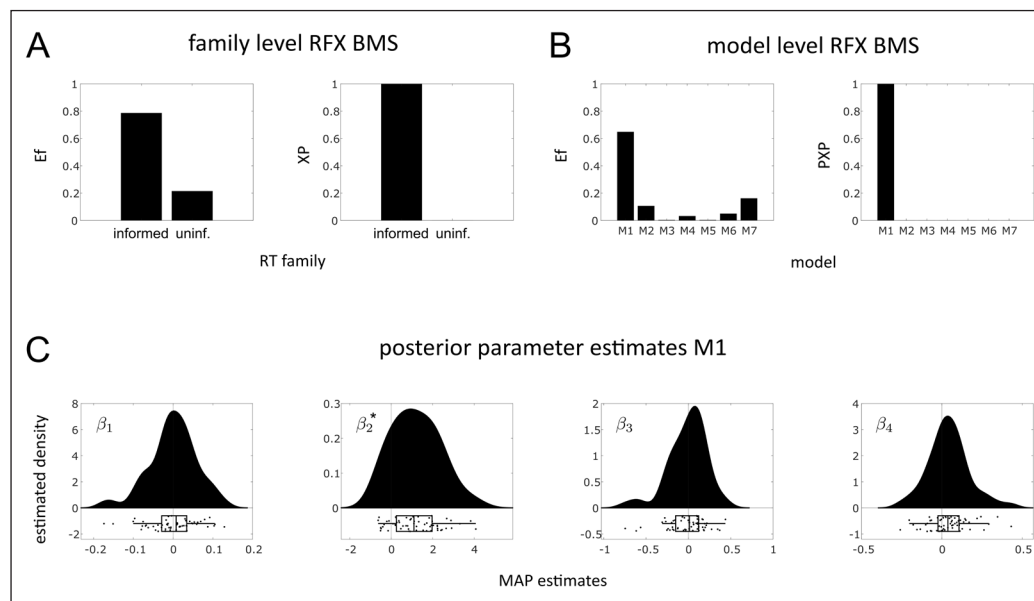 A
family level RFX BMS
Ef
1
0.8
0.6
0.4
0.2
0
informed uninf.
XP
1
0.8
0.6
0.4
0.2
0
informed uninf.
RT family
B
model level RFX BMS
Ef
1
0.8
0.6
0.4
0.2
0
M1 M2 M3 M4 M5 M6 M7
PXP
1
0.8
0.6
0.4
0.2
0
M1 M2 M3 M4 M5 M6 M7
model
C
posterior parameter estimates M1
estimated density
β₁
8
6
4
2
0
-2
-0.2 -0.1 0 0.1 0.2
β₂*
0.3
0.2
0.1
0
-2 0 2 4
β₃
2
1.5
1
0.5
0
-0.5
-1 -0.5 0 0.5 1
β₄
4
3
2
1
0
-1
-0.5 0 0.5
MAP estimates